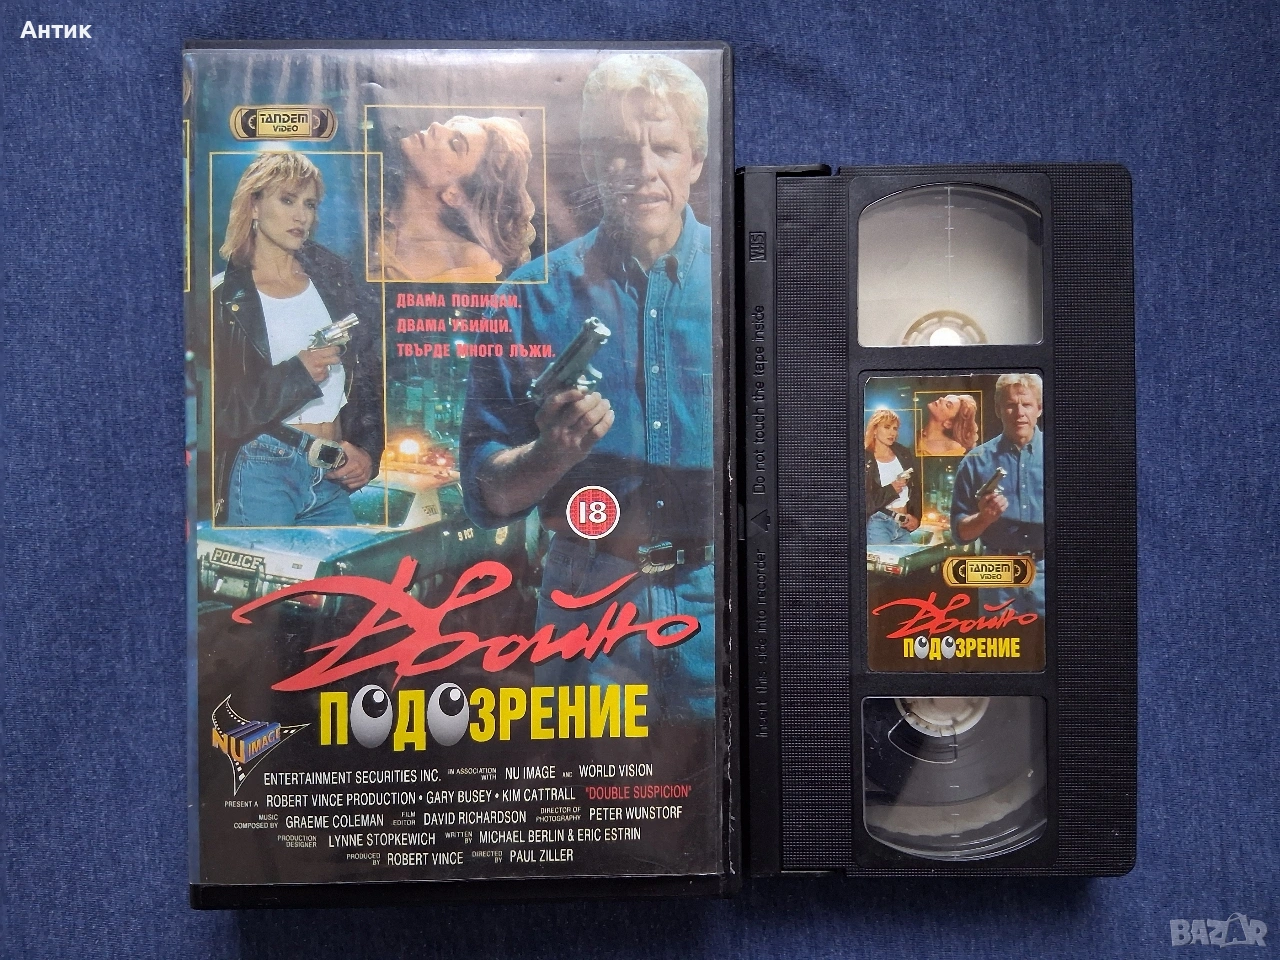 Антик
TANDEM
VIDEO
ДВАМА ПОЛИЦАИ.
ДВАМА УБИЙЦИ.
ТВЪРДЕ МНОГО ЛЪЖИ.
18
POLICE
Двойно
ПОДОЗРЕНИЕ
NU IMAGE
ENTERTAINMENT SECURITIES INC. IN ASSOCIATION WITH NU IMAGE AND WORLD VISION
PRESENT A ROBERT VINCE PRODUCTION • GARY BUSEY • KIM CATTRALL "DOUBLE SUSPICION"
MUSIC COMPOSED BY GRAEME COLEMAN FILM EDITOR DAVID RICHARDSON DIRECTOR OF PHOTOGRAPHY PETER WUNSTORF
PRODUCTION DESIGNER LYNNE STOPKEWICH WRITTEN BY MICHAEL BERLIN & ERIC ESTRIN
PRODUCED BY ROBERT VINCE DIRECTED BY PAUL ZILLER
VHS
Do not touch the tape inside
Insert this side into recorder
TANDEM
VIDEO
Двойно
ПОДОЗРЕНИЕ
BAZAR